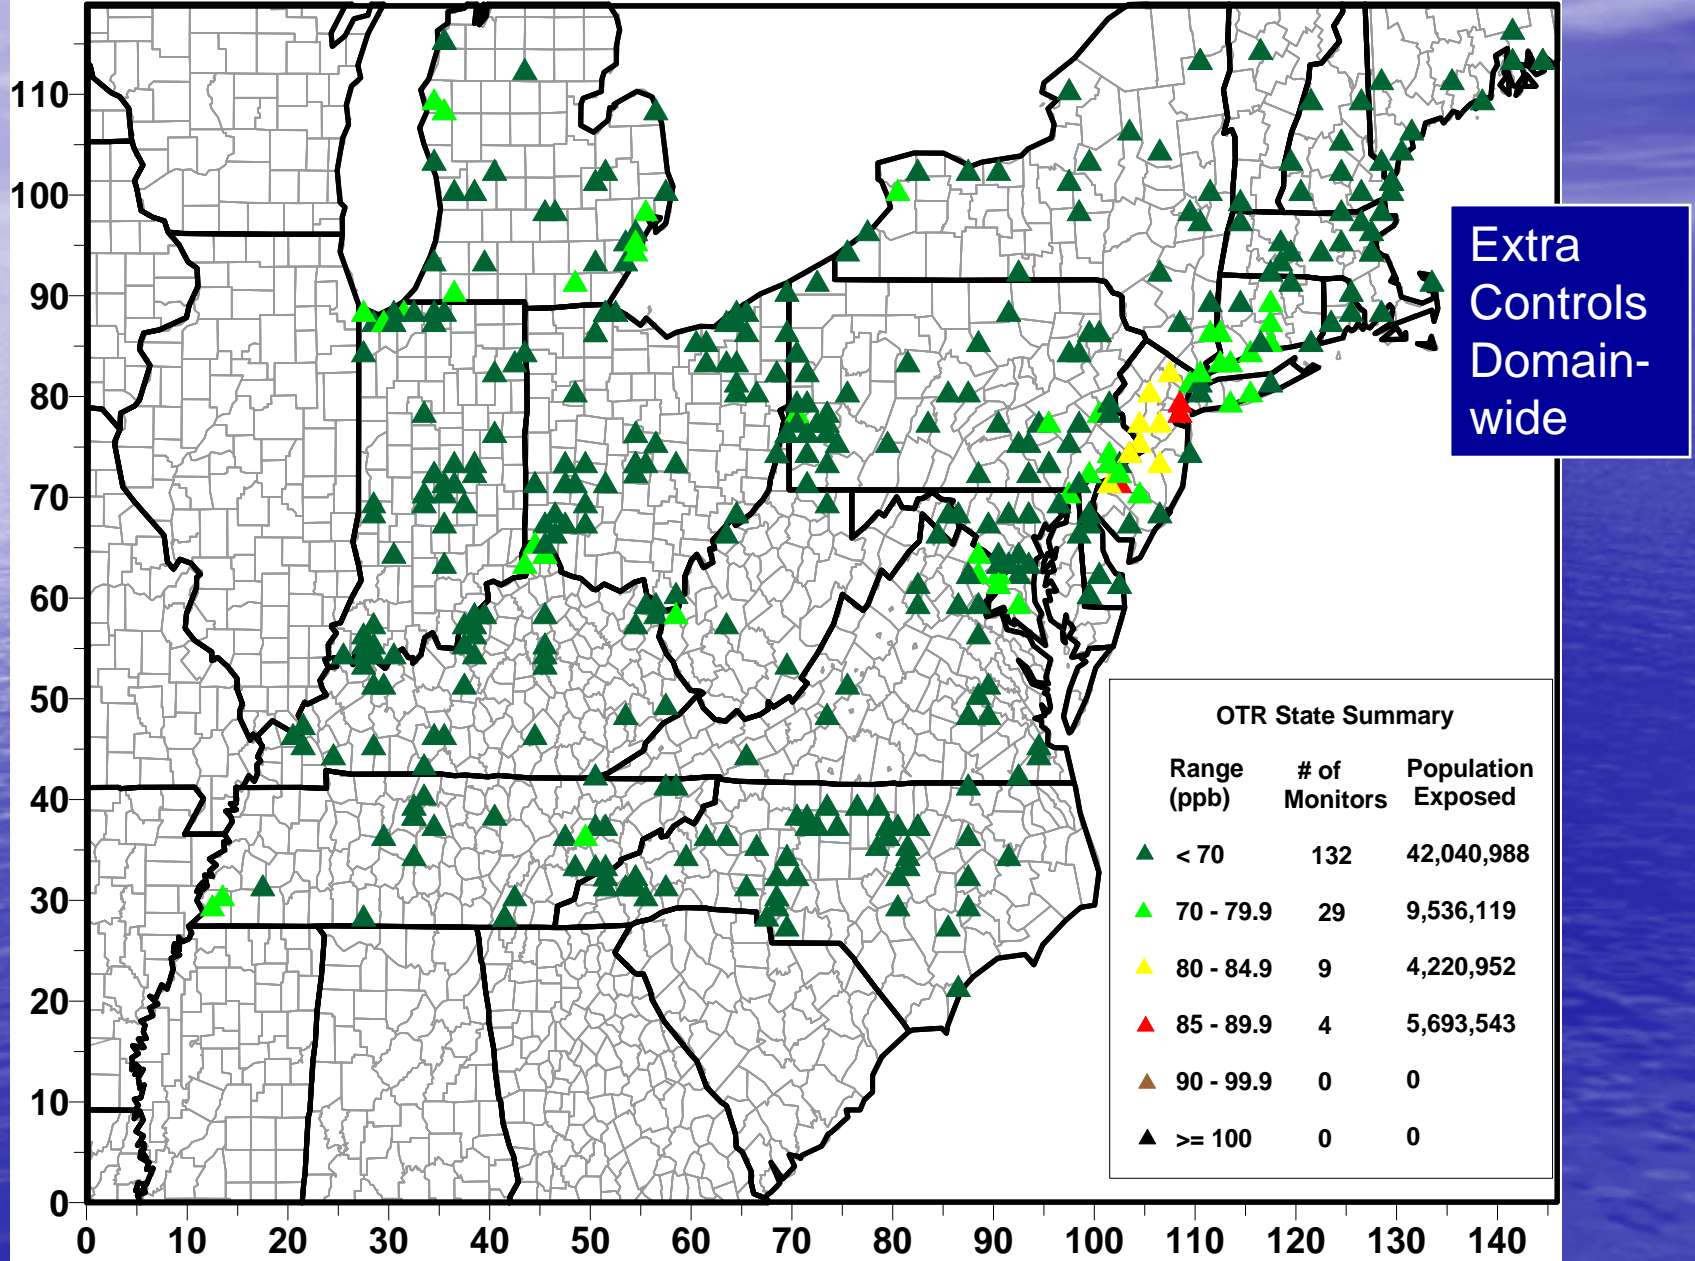 110
100
90
80
70
60
50
40
30
20
10
0
0 10 20 30 40 50 60 70 80 90 100 110 120 130 140
Extra
Controls
Domain-
wide
OTR State Summary
Range # of Population
(ppb) Monitors Exposed
< 70 132 42,040,988
70 - 79.9 29 9,536,119
80 - 84.9 9 4,220,952
85 - 89.9 4 5,693,543
90 - 99.9 0 0
>= 100 0 0